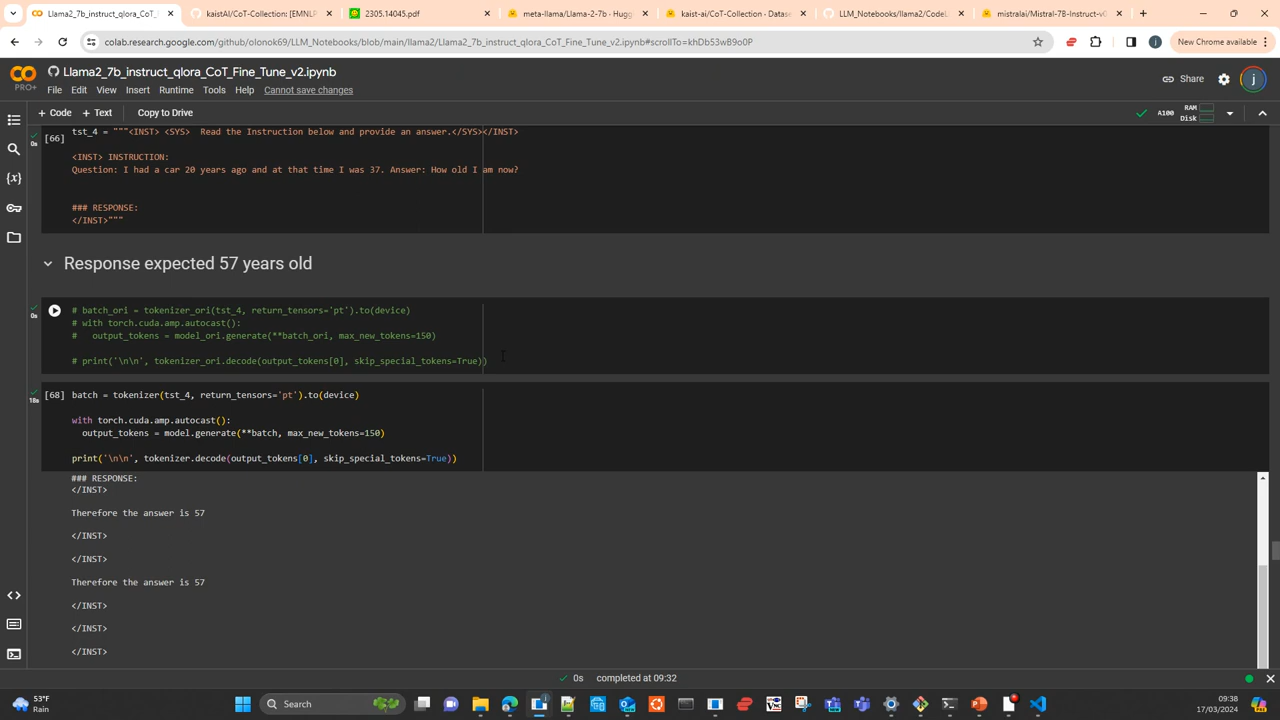 Llama2_7b_instruct_qlora_CoT
kaistAI/CoT-Collection: [EMNLP
2305.14045.pdf
meta-llama/Llama-2-7b · Hugg
kaist-ai/CoT-Collection · Datase
LLM_Notebooks/llama2/CodeL
mistralai/Mistral-7B-Instruct-v0
colab.research.google.com/github/olonok69/LLM_Notebooks/blob/main/llama2/Llama2_7b_instruct_qlora_CoT_Fine_Tune_v2.ipynb#scrollTo=khDb53wB9o0P
New Chrome available
Llama2_7b_instruct_qlora_CoT_Fine_Tune_v2.ipynb
Share
j
PRO+
File Edit View Insert Runtime Tools Help Cannot save changes
+ Code + Text Copy to Drive
A100
RAM
Disk
tst_4 = """<INST> <SYS>  Read the Instruction below and provide an answer.</SYS></INST>
[66]
0s
<INST> INSTRUCTION:
Question: I had a car 20 years ago and at that time I was 37. Answer: How old I am now?
### RESPONSE:
</INST>"""
Response expected 57 years old
# batch_ori = tokenizer_ori(tst_4, return_tensors='pt').to(device)
0s
# with torch.cuda.amp.autocast():
#   output_tokens = model_ori.generate(**batch_ori, max_new_tokens=150)
# print('\n\n', tokenizer_ori.decode(output_tokens[0], skip_special_tokens=True))
[68] batch = tokenizer(tst_4, return_tensors='pt').to(device)
10s
with torch.cuda.amp.autocast():
output_tokens = model.generate(**batch, max_new_tokens=150)
print('\n\n', tokenizer.decode(output_tokens[0], skip_special_tokens=True))
### RESPONSE:
</INST>
Therefore the answer is 57
</INST>
</INST>
Therefore the answer is 57
</INST>
</INST>
</INST>
0s completed at 09:32
53°F
Rain
Search
09:38
17/03/2024